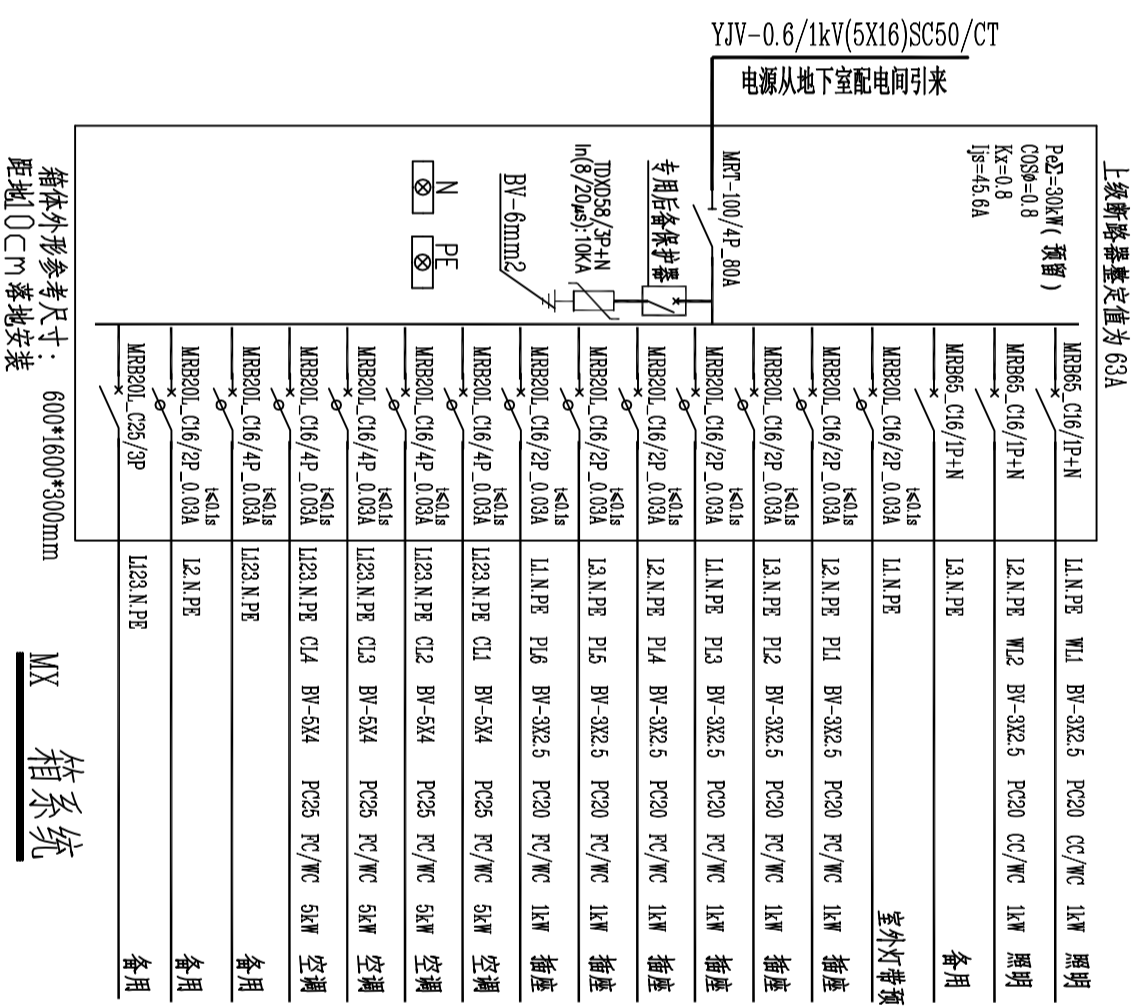 YJV-0.6/1kV(5X16)SC50/CT
电源从地下室配电间引来
上级断路器整定值为 63A
Pe∑=30kW(预留)
COSø=0.8
Kx=0.8
Ijs=45.6A
MRT-100/4P_80A
专用后备保护器
TDXD58/3P+N
In(8/20μs):10KA
BV-6mm2
N
PE
MRB65_C16/1P+N L1.N.PE WL1 BV-3X2.5 PC20 CC/WC 1kW 照明
MRB65_C16/1P+N L2.N.PE WL2 BV-3X2.5 PC20 CC/WC 1kW 照明
MRB65_C16/1P+N L3.N.PE 备用
t≤0.1s
MRB20L_C16/2P_0.03A L1.N.PE 室外灯带预
t≤0.1s
MRB20L_C16/2P_0.03A L2.N.PE PL1 BV-3X2.5 PC20 FC/WC 1kW 插座
t≤0.1s
MRB20L_C16/2P_0.03A L3.N.PE PL2 BV-3X2.5 PC20 FC/WC 1kW 插座
t≤0.1s
MRB20L_C16/2P_0.03A L1.N.PE PL3 BV-3X2.5 PC20 FC/WC 1kW 插座
t≤0.1s
MRB20L_C16/2P_0.03A L2.N.PE PL4 BV-3X2.5 PC20 FC/WC 1kW 插座
t≤0.1s
MRB20L_C16/2P_0.03A L3.N.PE PL5 BV-3X2.5 PC20 FC/WC 1kW 插座
t≤0.1s
MRB20L_C16/2P_0.03A L1.N.PE PL6 BV-3X2.5 PC20 FC/WC 1kW 插座
t≤0.1s
MRB20L_C16/4P_0.03A L123.N.PE CL1 BV-5X4 PC25 FC/WC 5kW 空调
t≤0.1s
MRB20L_C16/4P_0.03A L123.N.PE CL2 BV-5X4 PC25 FC/WC 5kW 空调
t≤0.1s
MRB20L_C16/4P_0.03A L123.N.PE CL3 BV-5X4 PC25 FC/WC 5kW 空调
t≤0.1s
MRB20L_C16/4P_0.03A L123.N.PE CL4 BV-5X4 PC25 FC/WC 5kW 空调
t≤0.1s
MRB20L_C16/4P_0.03A L123.N.PE 备用
t≤0.1s
MRB20L_C16/2P_0.03A L2.N.PE 备用
MRB20L_C25/3P L123.N.PE 备用
箱体外形参考尺寸: 600*1600*300mm
距地10cm落地安装
MX 箱系统